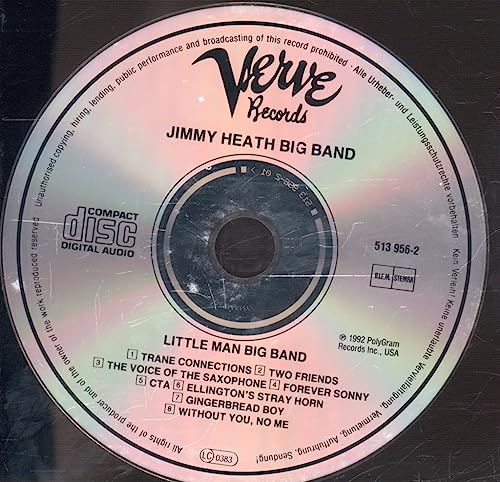 Verve
Records
JIMMY HEATH BIG BAND
COMPACT
disc
DIGITAL AUDIO
513 956-2
B.I.E.M. STEMRA
℗ 1992 PolyGram
Records Inc., USA
LITTLE MAN BIG BAND
1 TRANE CONNECTIONS 2 TWO FRIENDS
3 THE VOICE OF THE SAXOPHONE 4 FOREVER SONNY
5 CTA 6 ELLINGTON'S STRAY HORN
7 GINGERBREAD BOY
8 WITHOUT YOU, NO ME
LC 0383
All rights of the producer and of the owner of the work reproduced reserved · Unauthorised copying, hiring, lending, public performance and broadcasting of this record prohibited · Alle Urheber- und Leistungsschutzrechte vorbehalten · Kein Verleih! Keine unerlaubte Vervielfältigung, Vermietung, Aufführung, Sendung!